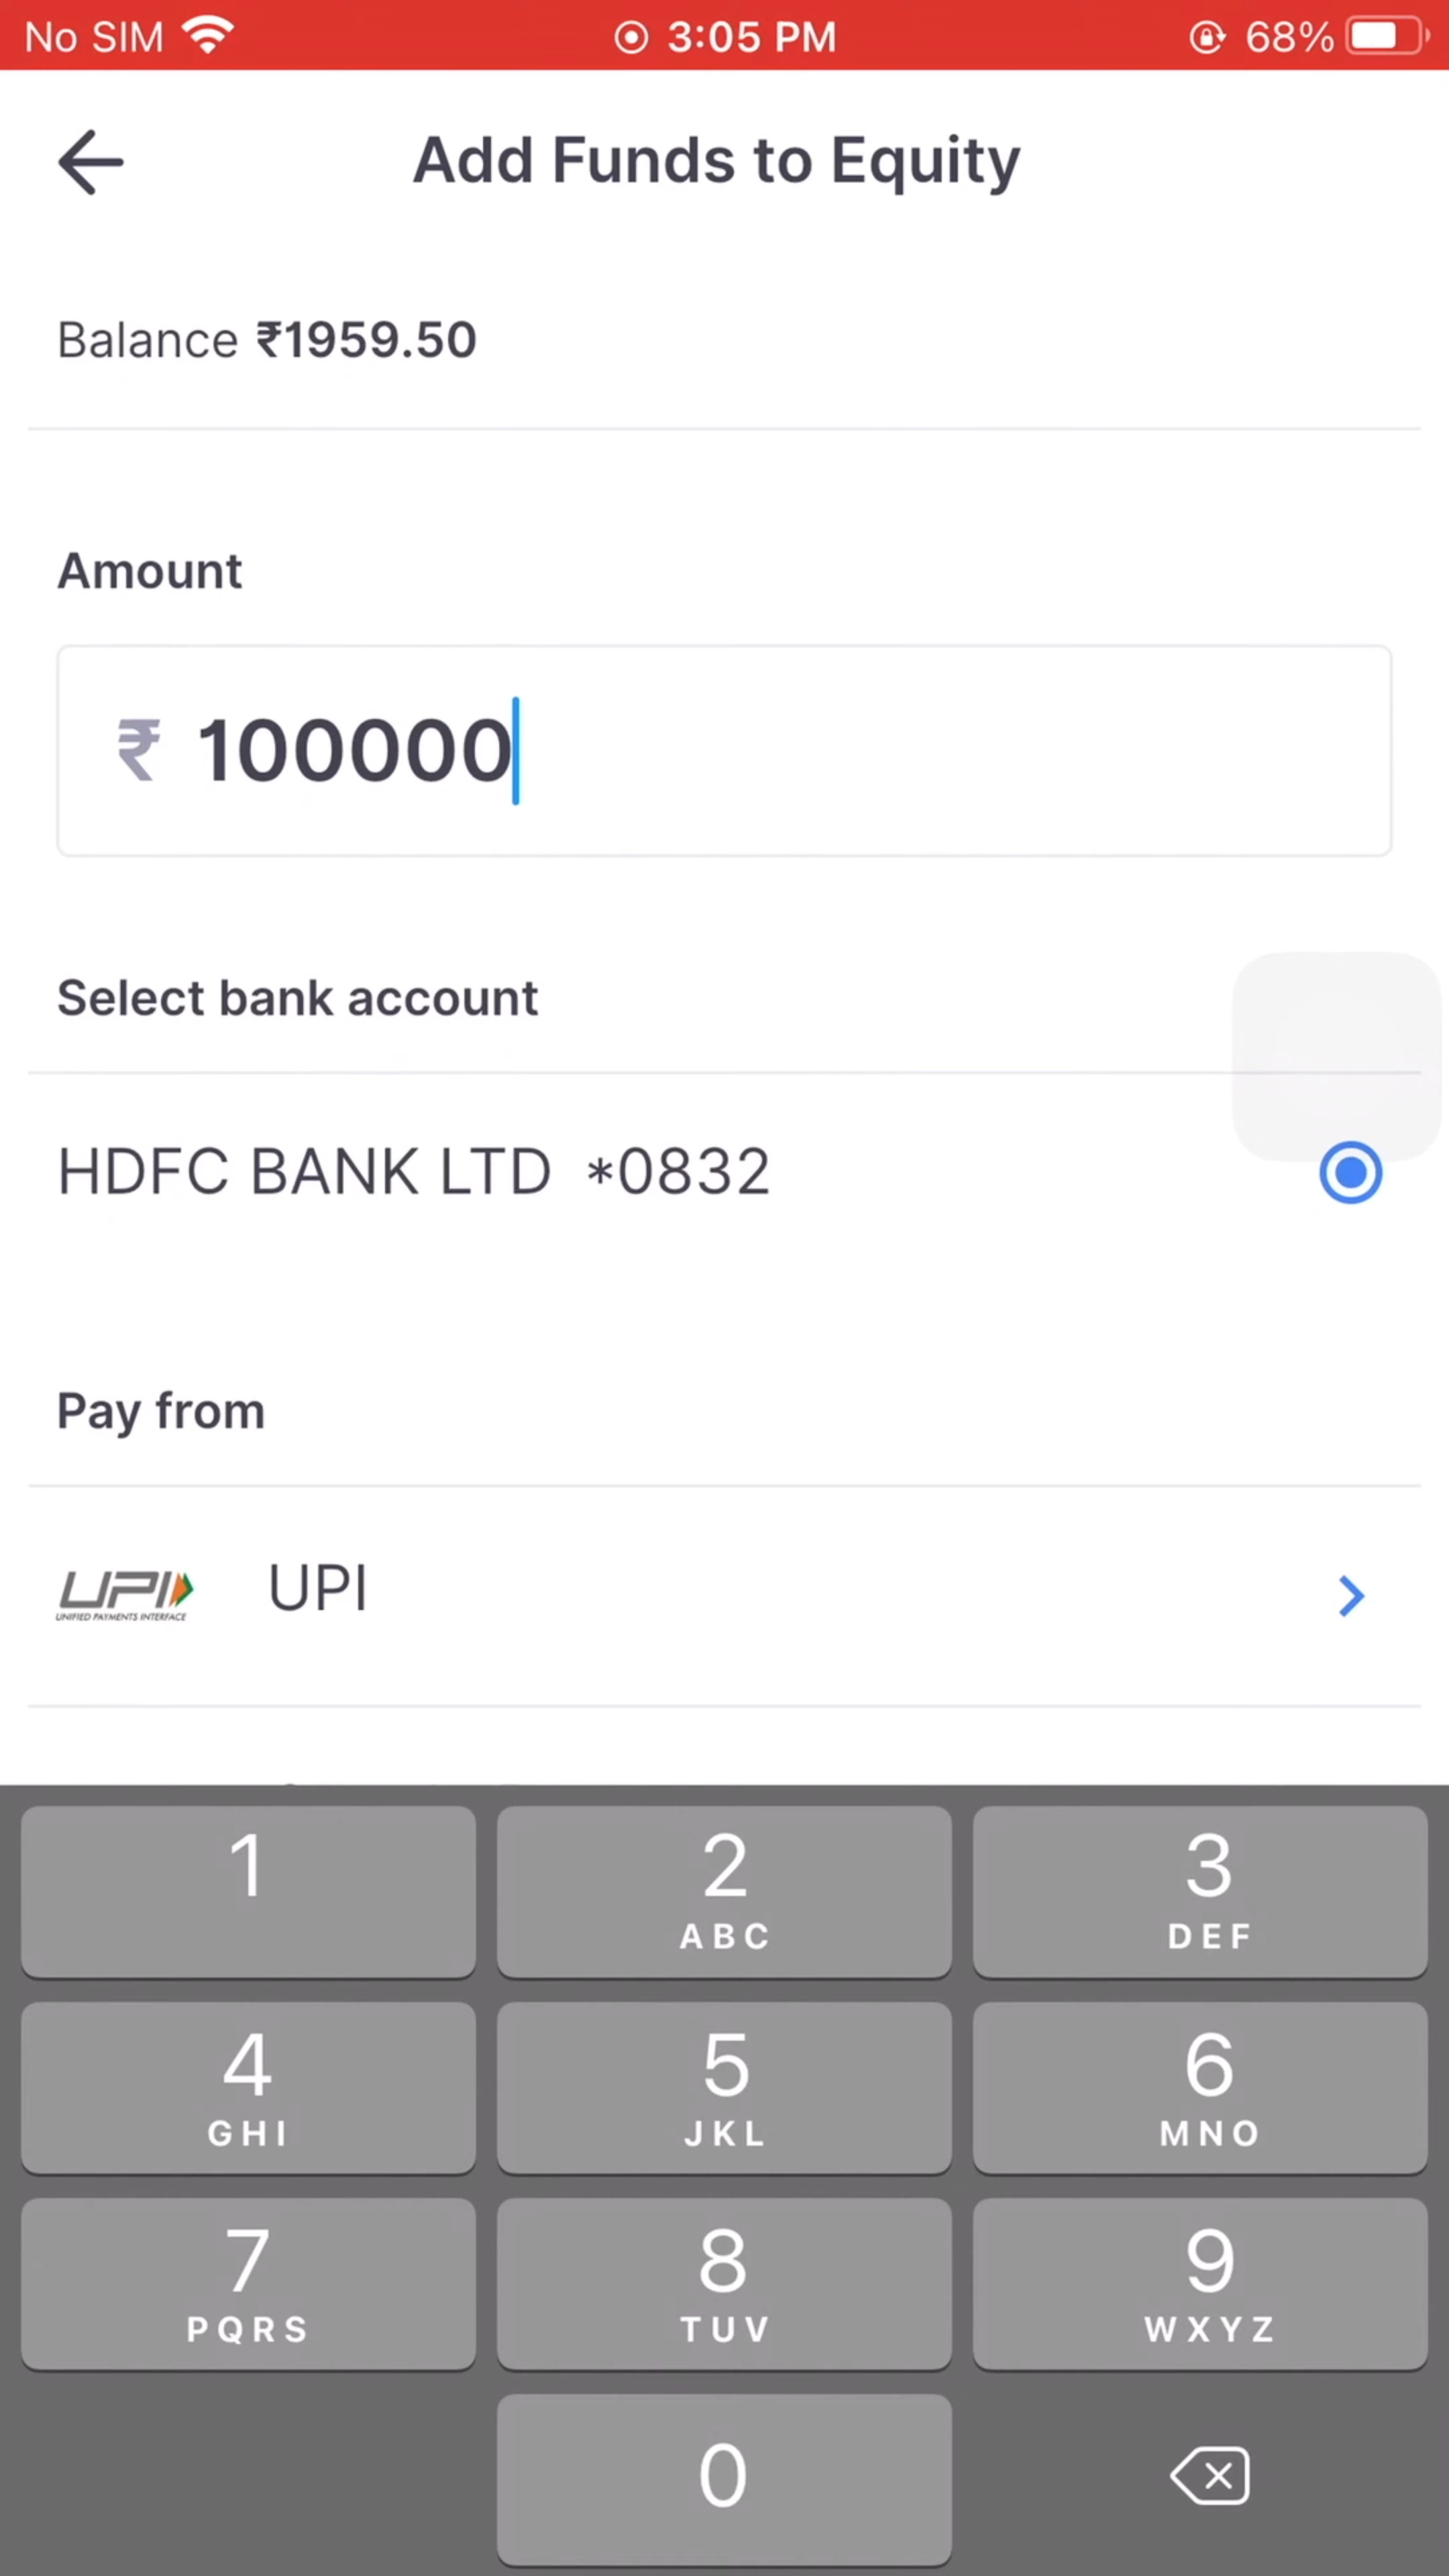 No SIM 3:05 PM 68%
Add Funds to Equity
Balance ₹1959.50
Amount
₹ 100000
Select bank account
HDFC BANK LTD *0832
Pay from
UPI UPI
UNIFIED PAYMENTS INTERFACE
1 2 3
ABC DEF
4 5 6
GHI JKL MNO
7 8 9
PQRS TUV WXYZ
0